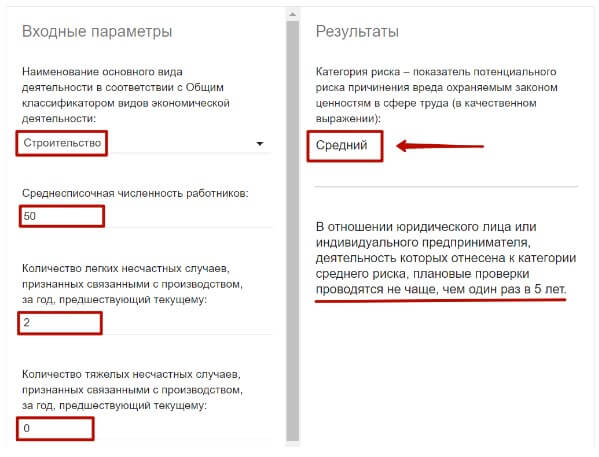 Входные параметры
Наименование основного вида
деятельности в соответствии с Общим
классификатором видов экономической
деятельности:
Строительство
Среднесписочная численность работников:
50
Количество легких несчастных случаев,
признанных связанными с производством,
за год, предшествующий текущему:
2
Количество тяжелых несчастных случаев,
признанных связанными с производством,
за год, предшествующий текущему:
0
Результаты
Категория риска – показатель потенциального
риска причинения вреда охраняемым законом
ценностям в сфере труда (в качественном
выражении):
Средний
В отношении юридического лица или
индивидуального предпринимателя,
деятельность которых отнесена к категории
среднего риска, плановые проверки
проводятся не чаще, чем один раз в 5 лет.